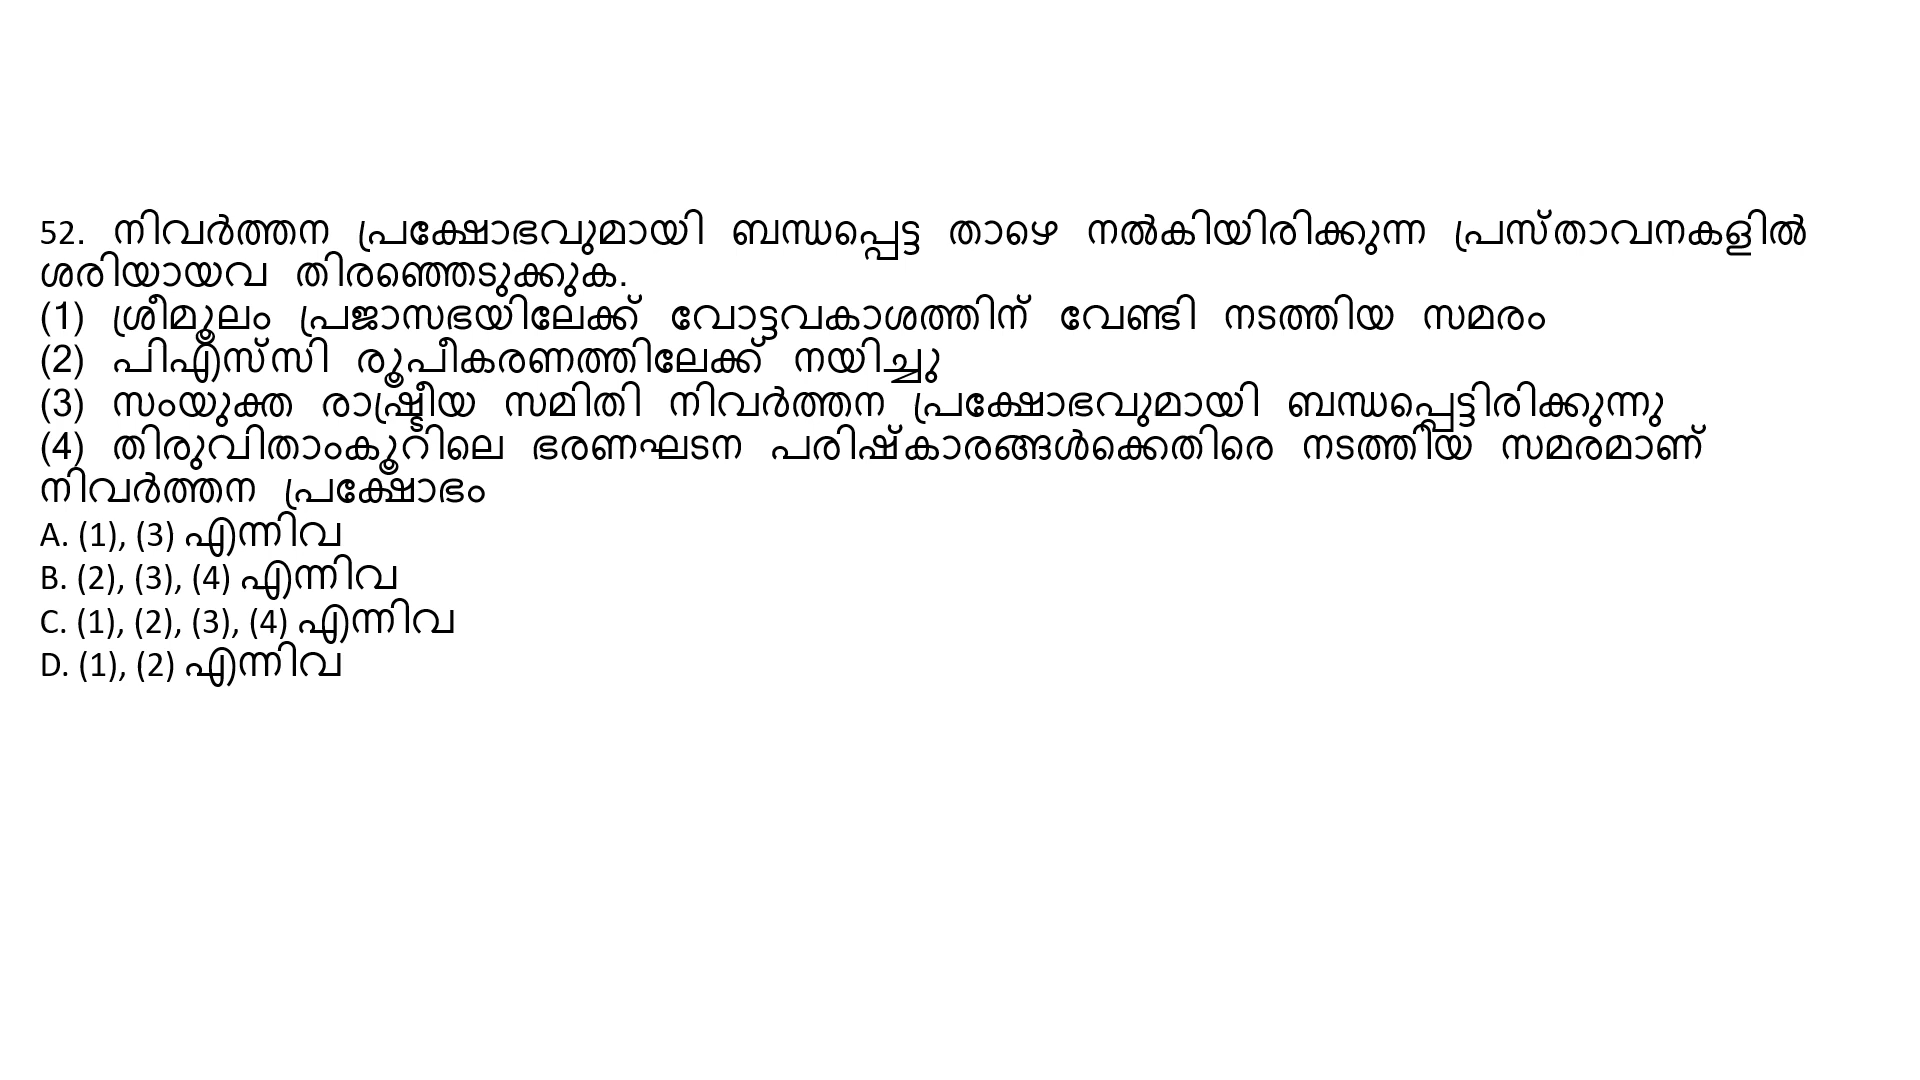 52. നിവർത്തന പ്രക്ഷോഭവുമായി ബന്ധപ്പെട്ട താഴെ നൽകിയിരിക്കുന്ന പ്രസ്താവനകളിൽ
ശരിയായവ തിരഞ്ഞെടുക്കുക.
(1) ശ്രീമൂലം പ്രജാസഭയിലേക്ക് വോട്ടവകാശത്തിന് വേണ്ടി നടത്തിയ സമരം
(2) പിഎസ്‌സി രൂപീകരണത്തിലേക്ക് നയിച്ചു
(3) സംയുക്ത രാഷ്ട്രീയ സമിതി നിവർത്തന പ്രക്ഷോഭവുമായി ബന്ധപ്പെട്ടിരിക്കുന്നു
(4) തിരുവിതാംകൂറിലെ ഭരണഘടന പരിഷ്കാരങ്ങൾക്കെതിരെ നടത്തിയ സമരമാണ്
നിവർത്തന പ്രക്ഷോഭം
A. (1), (3) എന്നിവ
B. (2), (3), (4) എന്നിവ
C. (1), (2), (3), (4) എന്നിവ
D. (1), (2) എന്നിവ